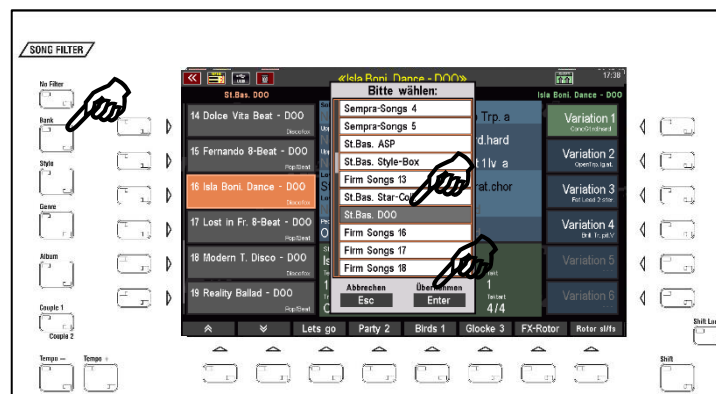 SONG FILTER
No Filter
Bank
Style
Genre
Album
Couple 1
Couple 2
Tempo –
Tempo +
«Isla Boni. Dance - DOO»
17:38
St.Bas. DOO
Isla Boni. Dance - DOO
14 Dolce Vita Beat - DOO
Discofox
15 Fernando 8-Beat - DOO
Pop/Beat
16 Isla Boni. Dance - DOO
Discofox
17 Lost in Fr. 8-Beat - DOO
Pop/Beat
18 Modern T. Disco - DOO
Discofox
19 Reality Ballad - DOO
Pop/Beat
Bitte wählen:
Sempra-Songs 4
Sempra-Songs 5
St.Bas. ASP
St.Bas. Style-Box
Firm Songs 13
St.Bas. Star-Co
St.Bas. DOO
Firm Songs 16
Firm Songs 17
Firm Songs 18
Abbrechen
Esc
Übernehmen
Enter
Trp. a
rd.hard
t 1lv a
rat.chor
1
4/4
Variation 1
Variation 2
Variation 3
Variation 4
Variation 5
Variation 6
Lets go
Party 2
Birds 1
Glocke 3
FX-Rotor
Rotor sl/fs
Shift